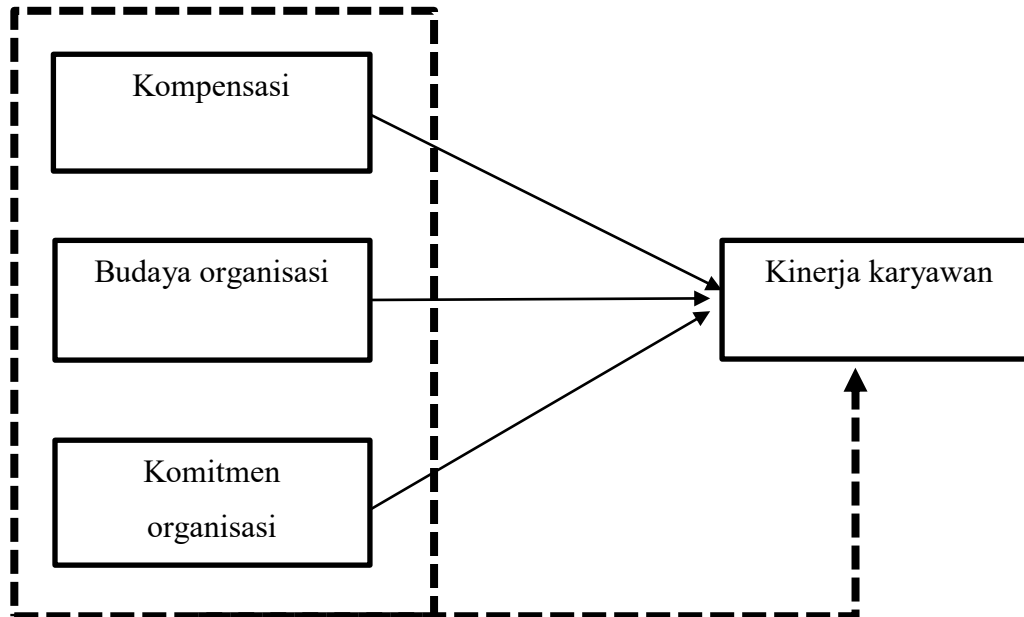 Kompensasi
Budaya organisasi
Kinerja karyawan
Komitmen
organisasi